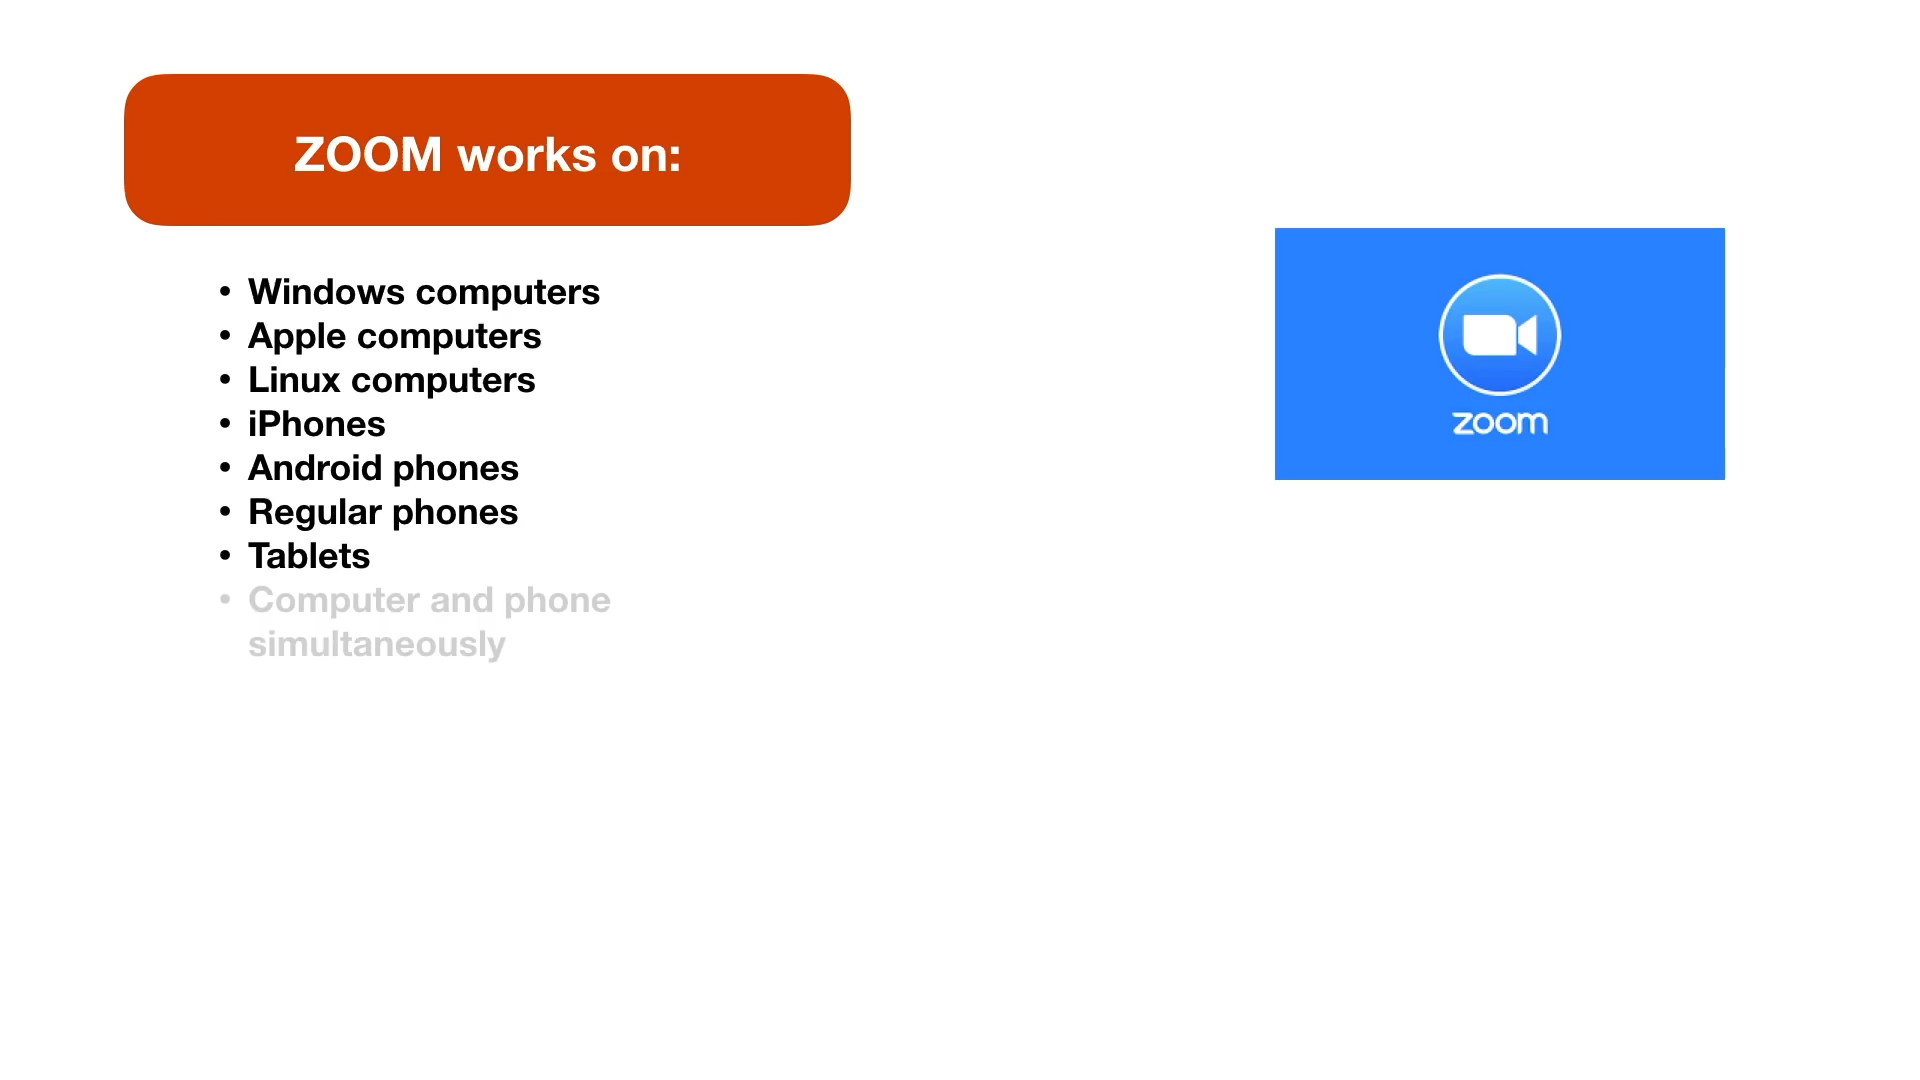 ZOOM works on:
• Windows computers
• Apple computers
• Linux computers
• iPhones
• Android phones
• Regular phones
• Tablets
• Computer and phone
simultaneously
zoom